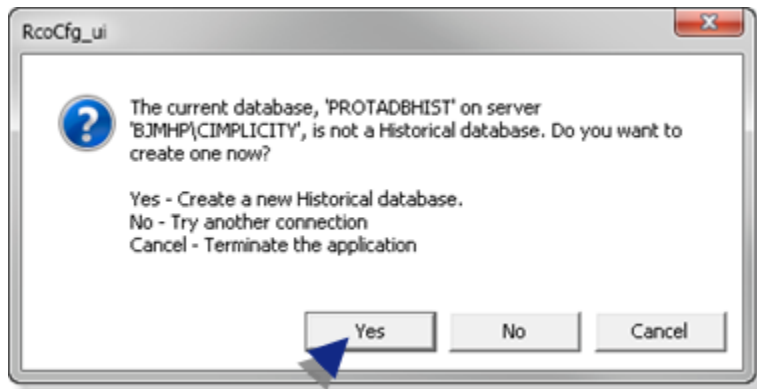 RcoCfg_ui
The current database, 'PROTADBHIST' on server
'BJMHP\CIMPLICITY', is not a Historical database. Do you want to
create one now?
Yes - Create a new Historical database.
No - Try another connection
Cancel - Terminate the application
Yes No Cancel